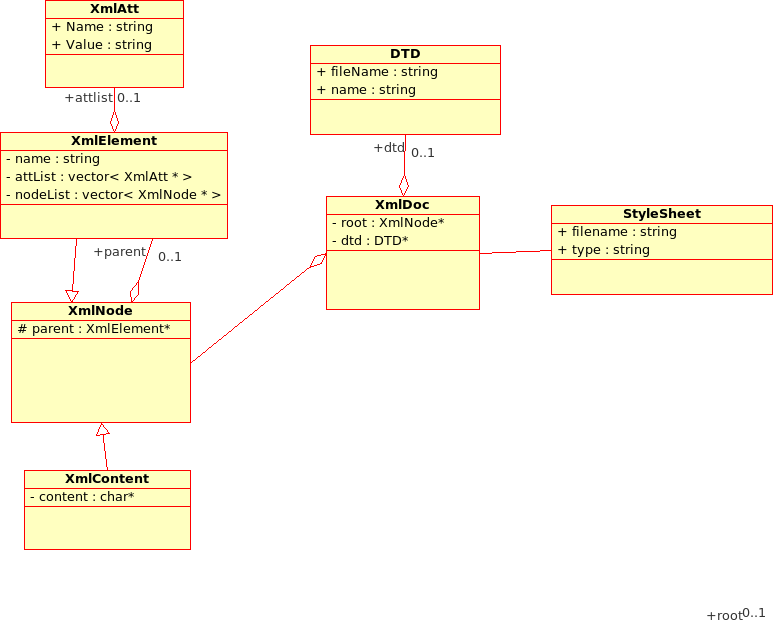 XmlAtt
+ Name : string
+ Value : string
+attlist 0..1
XmlElement
- name : string
- attList : vector< XmlAtt * >
- nodeList : vector< XmlNode * >
+parent 0..1
XmlNode
# parent : XmlElement*
XmlContent
- content : char*
DTD
+ fileName : string
+ name : string
+dtd 0..1
XmlDoc
- root : XmlNode*
- dtd : DTD*
StyleSheet
+ filename : string
+ type : string
+root 0..1